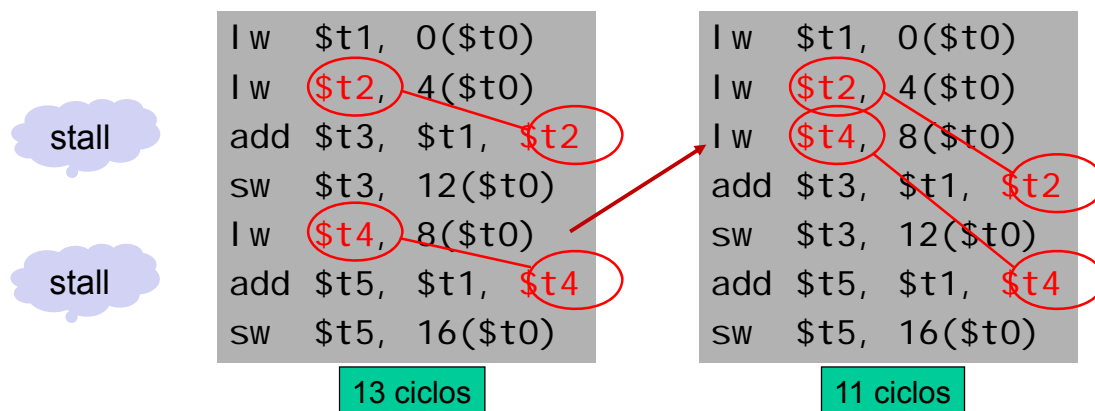 lw $t1, 0($t0)
lw $t2, 4($t0)
stall
add $t3, $t1, $t2
sw $t3, 12($t0)
lw $t4, 8($t0)
stall
add $t5, $t1, $t4
sw $t5, 16($t0)
13 ciclos
lw $t1, 0($t0)
lw $t2, 4($t0)
lw $t4, 8($t0)
add $t3, $t1, $t2
sw $t3, 12($t0)
add $t5, $t1, $t4
sw $t5, 16($t0)
11 ciclos